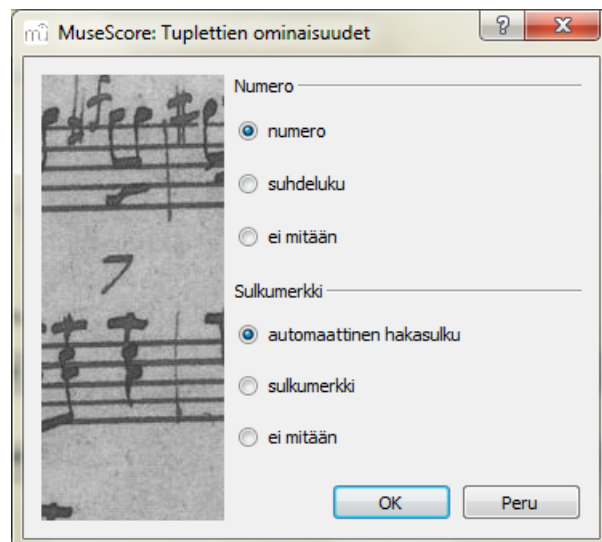 MuseScore: Tuplettien ominaisuudet
Numero
numero
suhdeluku
ei mitään
7
Sulkumerkki
automaattinen hakasulku
sulkumerkki
ei mitään
OK
Peru